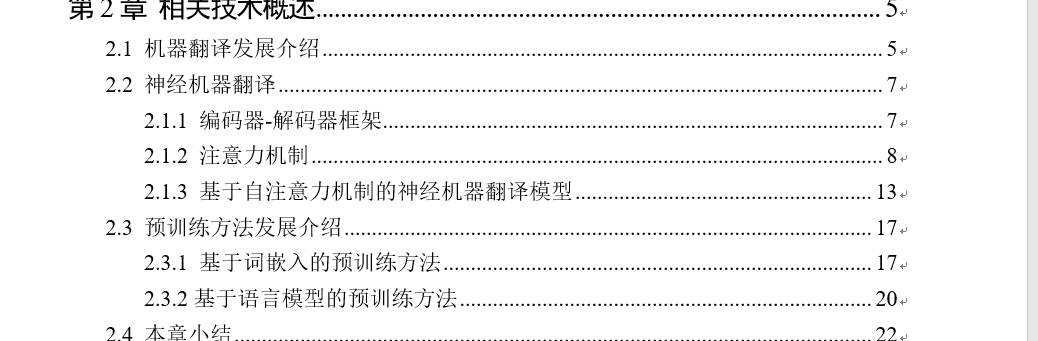 第 2 章 相关技术概述 5
2.1 机器翻译发展介绍 5
2.2 神经机器翻译 7
2.1.1 编码器-解码器框架 7
2.1.2 注意力机制 8
2.1.3 基于自注意力机制的神经机器翻译模型 13
2.3 预训练方法发展介绍 17
2.3.1 基于词嵌入的预训练方法 17
2.3.2 基于语言模型的预训练方法 20
2.4 本章小结 22